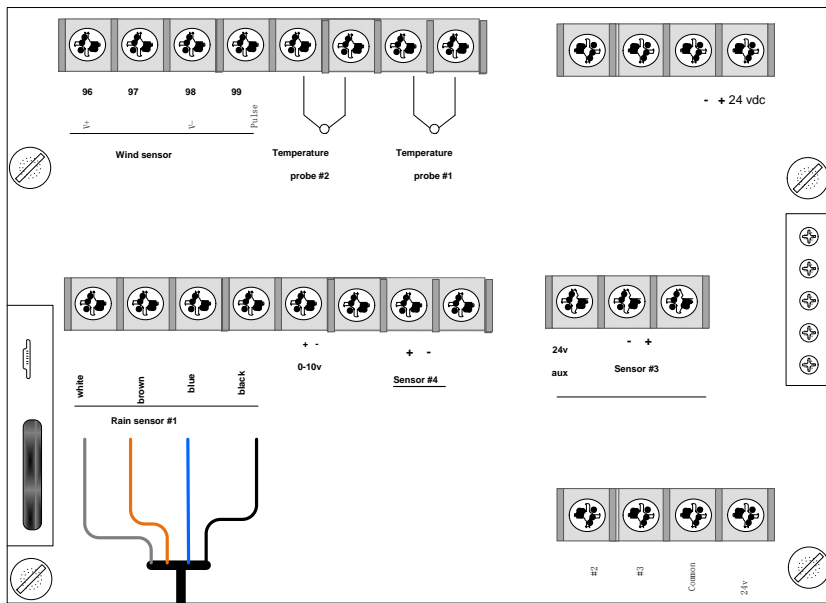 96 97 98 99
V+ V- Pulse
Wind sensor
Temperature
probe #2
Temperature
probe #1
- + 24 vdc
white brown blue black
Rain sensor #1
+ -
0-10v
+ -
Sensor #4
24v
aux
- +
Sensor #3
#2 #3 Common 24v